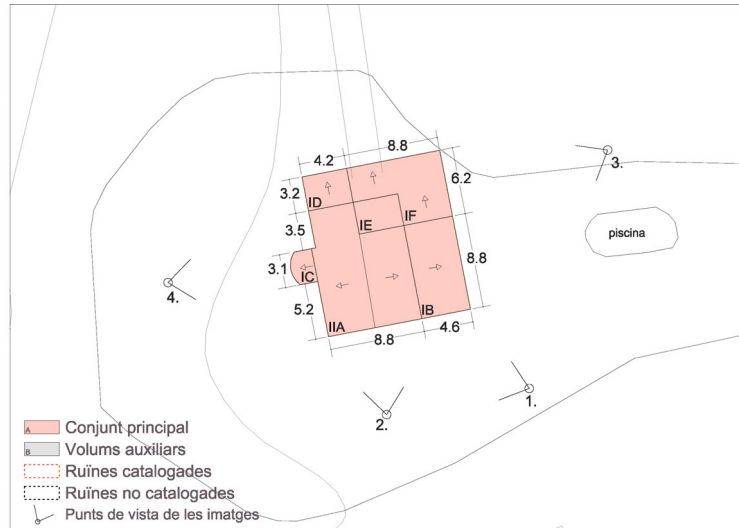 4.2
8.8
3.
6.2
3.2
ID
IF
3.5
IE
piscina
3.1
IC
8.8
4.
5.2
IIA
IB
8.8
4.6
1.
2.
A Conjunt principal
B Volums auxiliars
Ruïnes catalogades
Ruïnes no catalogades
Punts de vista de les imatges